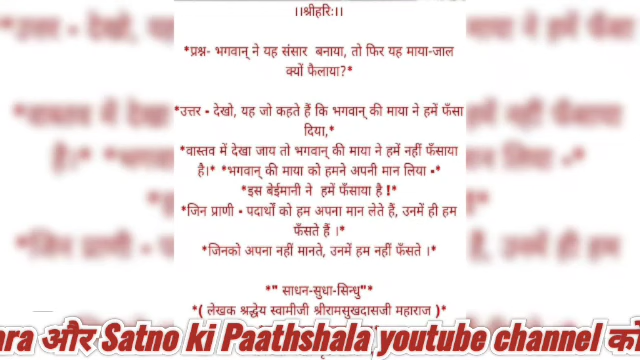 ।।श्रीहरिः।।
*प्रश्न- भगवान् ने यह संसार बनाया, तो फिर यह माया-जाल
क्यों फैलाया?*
*उत्तर - देखो, यह जो कहते हैं कि भगवान् की माया ने हमें फँसा
दिया,*
*वास्तव में देखा जाय तो भगवान् की माया ने हमें नहीं फँसाया
है।* *भगवान् की माया को हमने अपनी मान लिया -*
*इस बेईमानी ने हमें फँसाया है !*
*जिन प्राणी - पदार्थों को हम अपना मान लेते हैं, उनमें ही हम
फँसते हैं ।*
*जिनको अपना नहीं मानते, उनमें हम नहीं फँसते ।*
*" साधन-सुधा-सिन्धु"*
*( लेखक श्रद्धेय स्वामीजी श्रीरामसुखदासजी महाराज )*
ara और Satno ki Paathshala youtube channel को